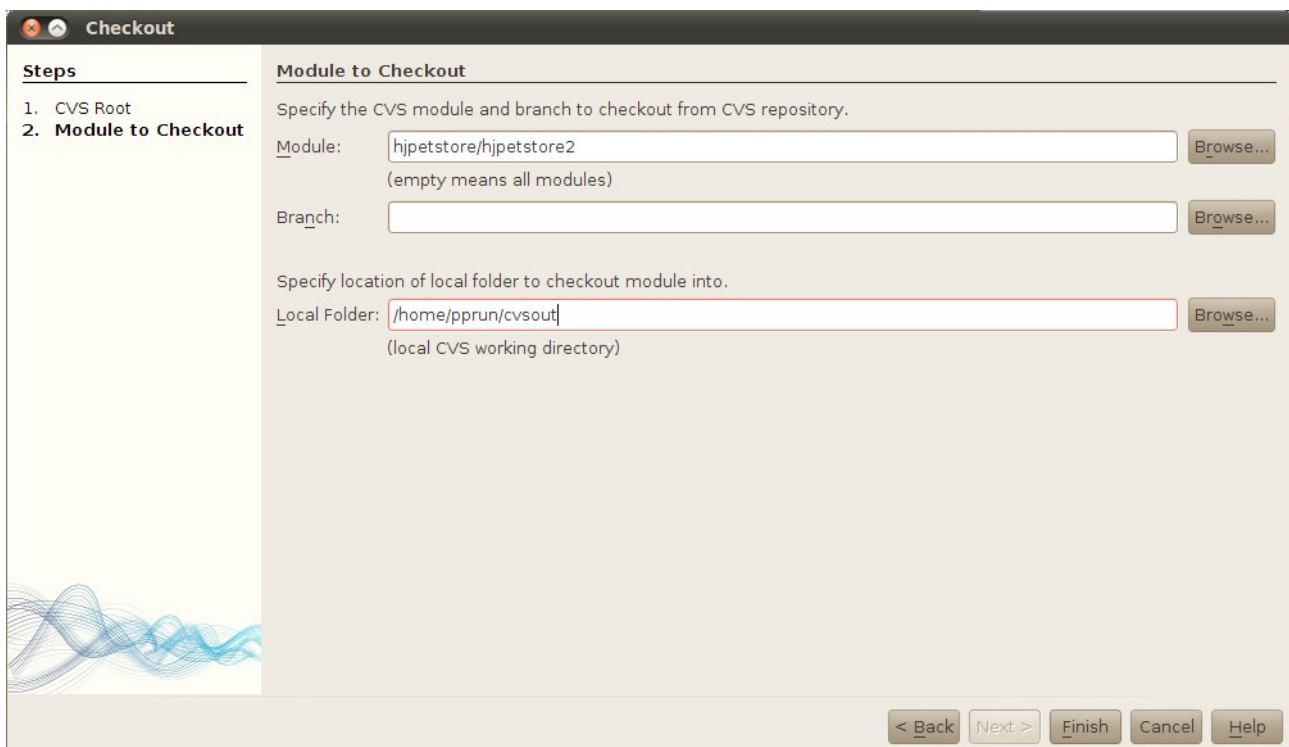 Checkout
Steps
1. CVS Root
2. Module to Checkout
Module to Checkout
Specify the CVS module and branch to checkout from CVS repository.
Module: hjpetstore/hjpetstore2 Browse...
(empty means all modules)
Branch: Browse...
Specify location of local folder to checkout module into.
Local Folder: /home/pprun/cvsout Browse...
(local CVS working directory)
< Back Next > Finish Cancel Help